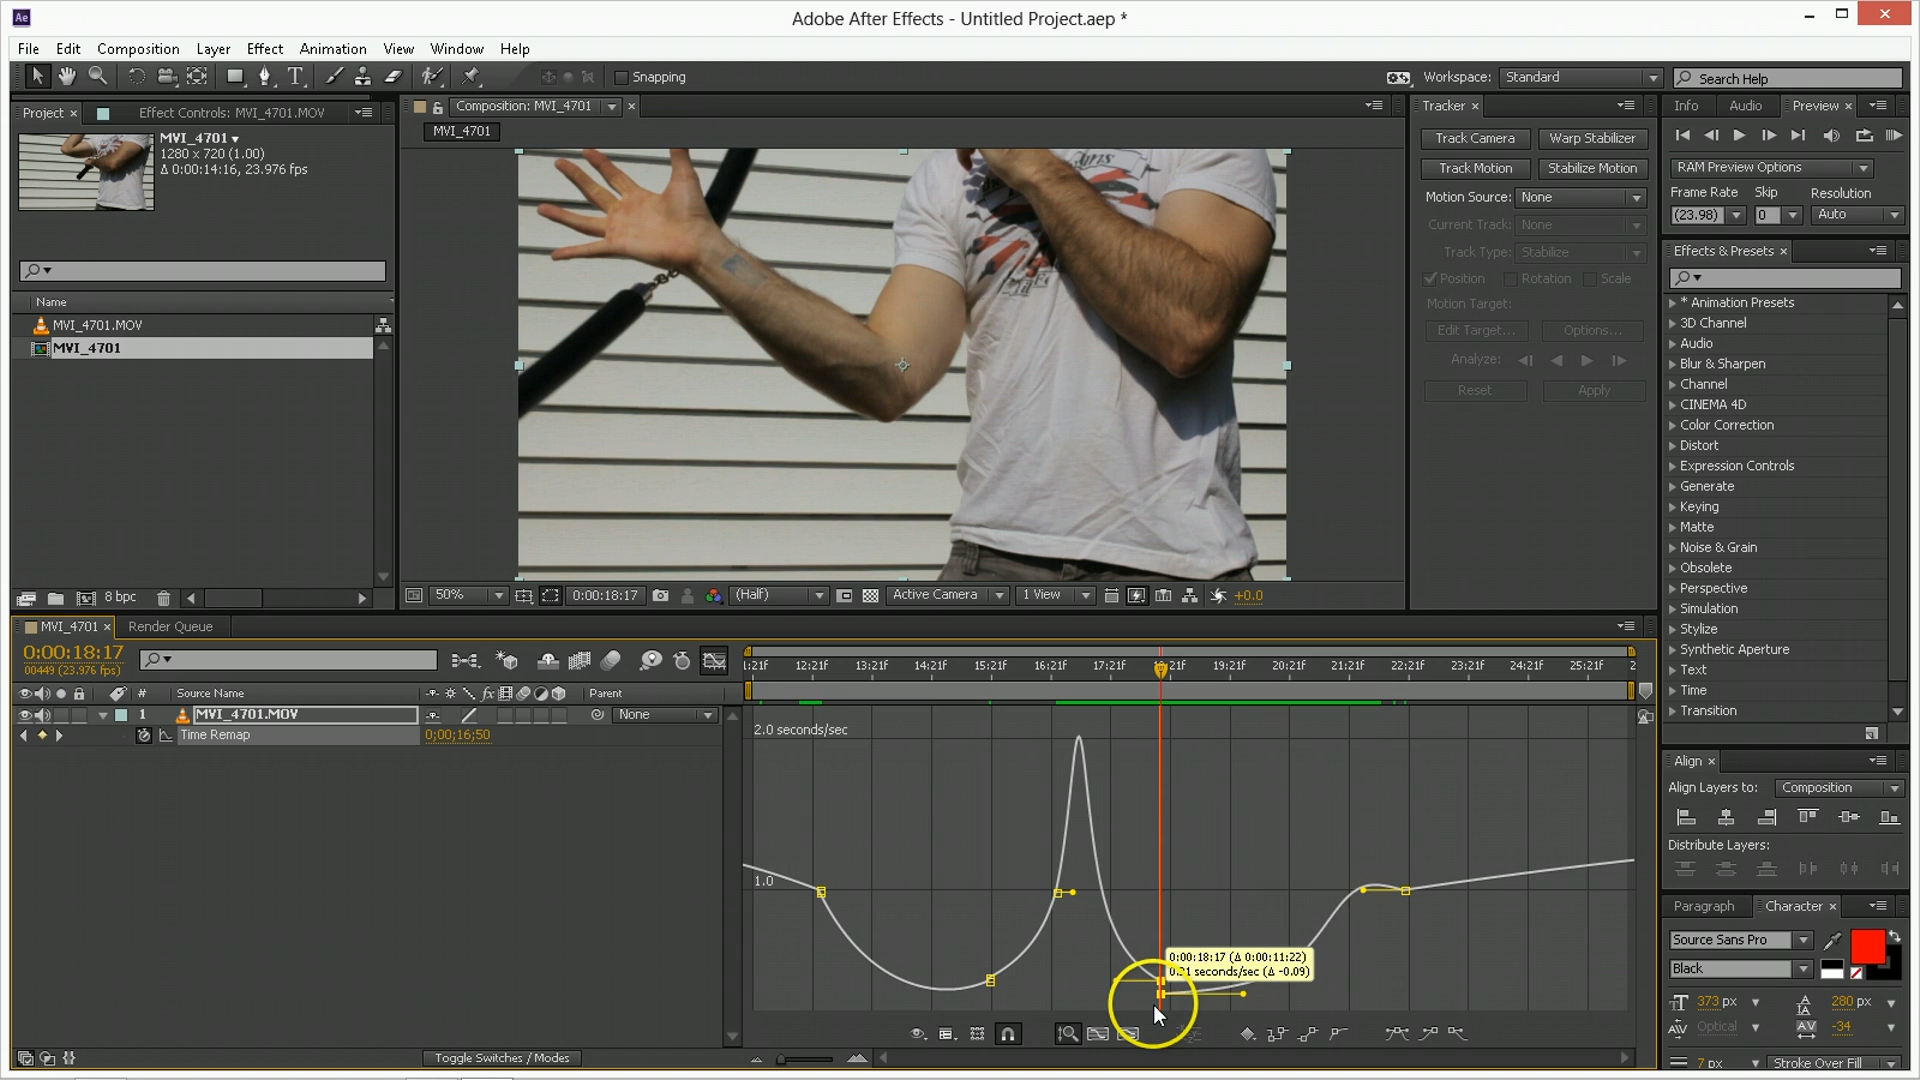 Ae
Adobe After Effects - Untitled Project.aep *
File Edit Composition Layer Effect Animation View Window Help
Snapping
Workspace: Standard
Search Help
Project × Effect Controls: MVI_4701.MOV
MVI_4701
1280 x 720 (1.00)
Δ 0:00:14:16, 23.976 fps
Name
MVI_4701.MOV
MVI_4701
8 bpc
Composition: MVI_4701 ×
MVI_4701
50%
0:00:18:17
(Half)
Active Camera
1 View
+0.0
Tracker ×
Track Camera Warp Stabilizer
Track Motion Stabilize Motion
Motion Source: None
Current Track: None
Track Type: Stabilize
Position Rotation Scale
Motion Target:
Edit Target... Options...
Analyze:
Reset Apply
Info Audio Preview ×
RAM Preview Options
Frame Rate Skip Resolution
(23.98) 0 Auto
Effects & Presets ×
* Animation Presets
3D Channel
Audio
Blur & Sharpen
Channel
CINEMA 4D
Color Correction
Distort
Expression Controls
Generate
Keying
Matte
Noise & Grain
Obsolete
Perspective
Simulation
Stylize
Synthetic Aperture
Text
Time
Transition
Align ×
Align Layers to: Composition
Distribute Layers:
Paragraph Character ×
Source Sans Pro
Black
373 px 280 px
Optical -34
7 px Stroke Over Fill
MVI_4701 × Render Queue
0:00:18:17
00449 (23.976 fps)
# Source Name
fx
Parent
1 MVI_4701.MOV None
Time Remap 0;00;16;50
1:21f 12:21f 13:21f 14:21f 15:21f 16:21f 17:21f 19:21f 20:21f 21:21f 22:21f 23:21f 24:21f 25:21f 2
2.0 seconds/sec
1.0
0:00:18:17 (Δ 0:00:11:22)
seconds/sec (Δ -0.09)
Toggle Switches / Modes